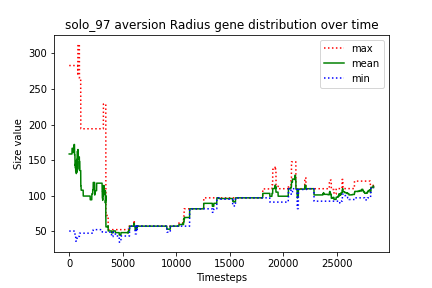 solo_97 aversion Radius gene distribution over time
max
mean
min
Size value
300
250
200
150
100
50
0
5000
10000
15000
20000
25000
Timesteps